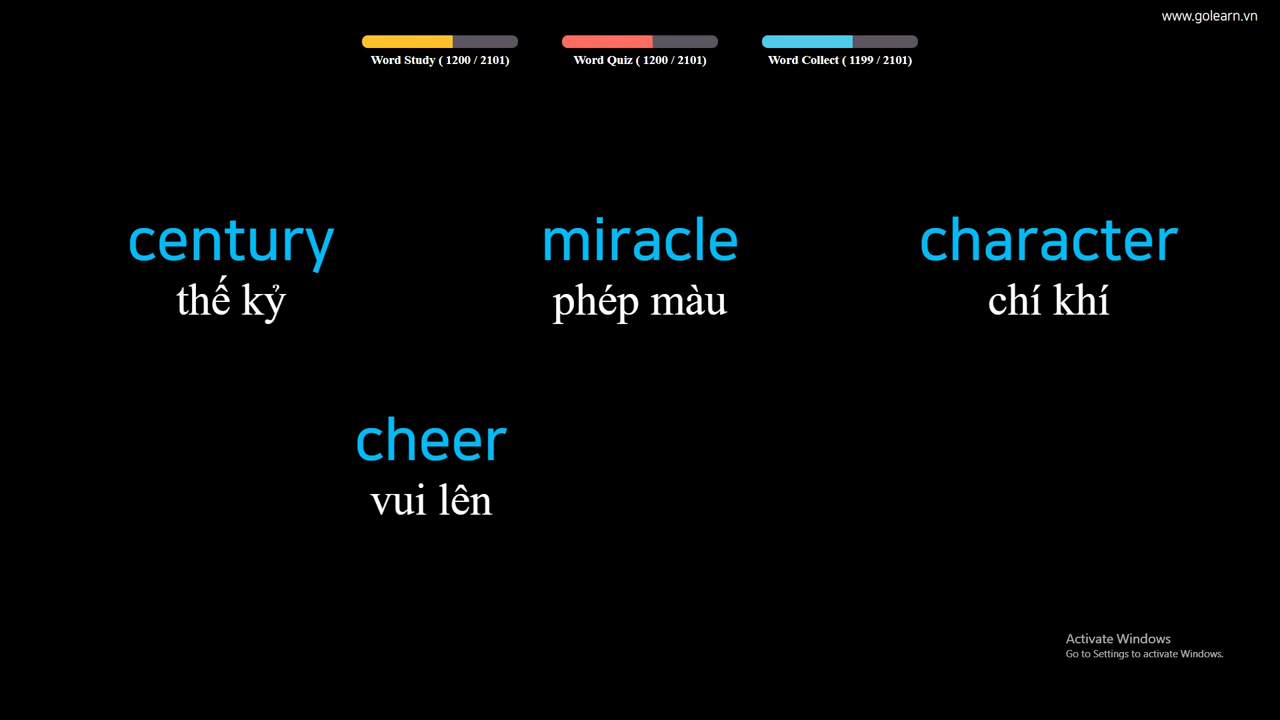 www.golearn.vn
Word Study ( 1200 / 2101)
Word Quiz ( 1200 / 2101)
Word Collect ( 1199 / 2101)
century
thế kỷ
miracle
phép màu
character
chí khí
cheer
vui lên
Activate Windows
Go to Settings to activate Windows.